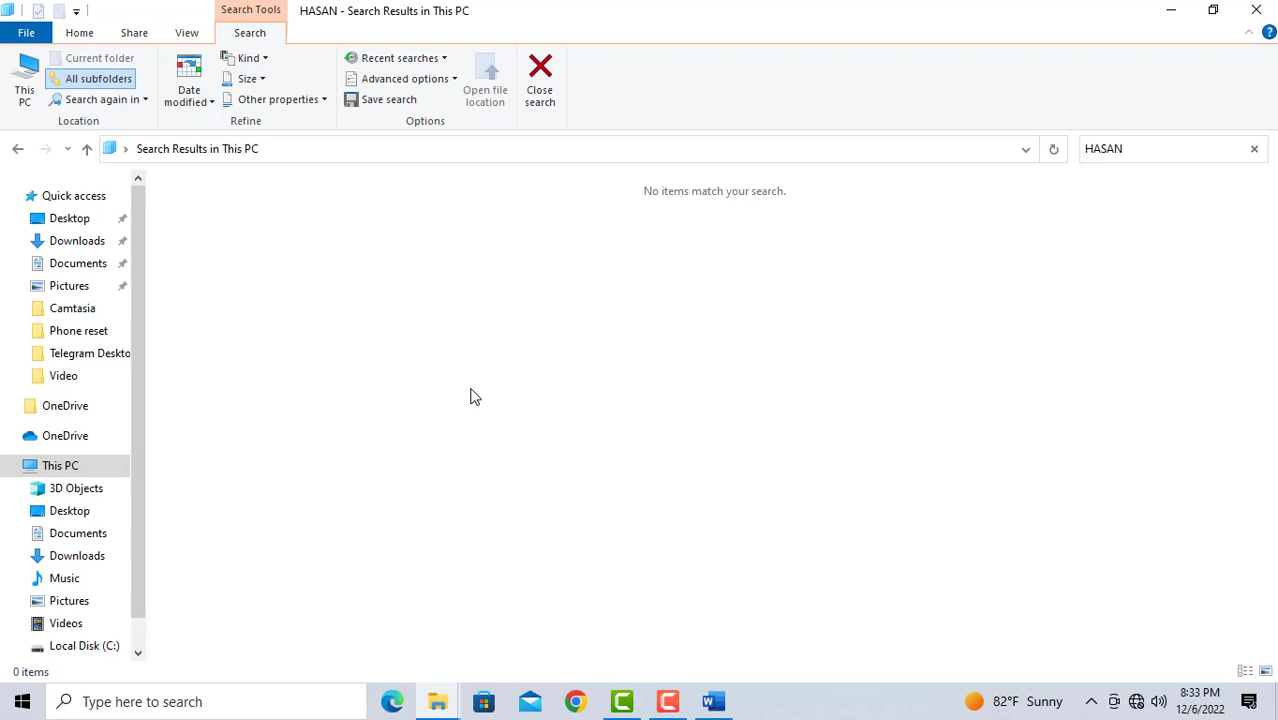 Search Tools
HASAN - Search Results in This PC
File
Home
Share
View
Search
This PC
Current folder
All subfolders
Search again in
Location
Date modified
Kind
Size
Other properties
Refine
Recent searches
Advanced options
Save search
Options
Open file location
Close search
Search Results in This PC
HASAN
Quick access
Desktop
Downloads
Documents
Pictures
Camtasia
Phone reset
Telegram Deskto
Video
OneDrive
OneDrive
This PC
3D Objects
Desktop
Documents
Downloads
Music
Pictures
Videos
Local Disk (C:)
No items match your search.
0 items
Type here to search
82°F Sunny
8:33 PM
12/6/2022